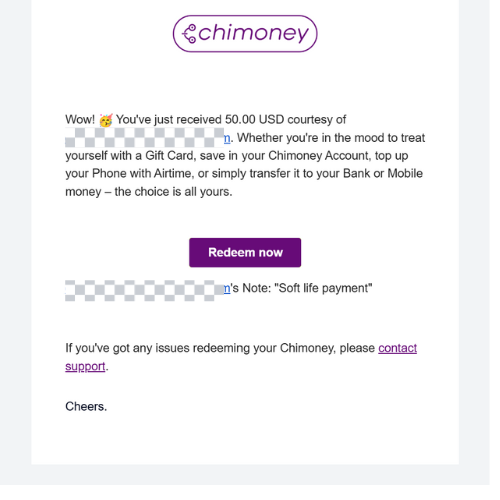 chimoney
Wow! 🥳 You've just received 50.00 USD courtesy of
m. Whether you're in the mood to treat
yourself with a Gift Card, save in your Chimoney Account, top up
your Phone with Airtime, or simply transfer it to your Bank or Mobile
money – the choice is all yours.
Redeem now
m's Note: "Soft life payment"
If you've got any issues redeeming your Chimoney, please contact
support.
Cheers.